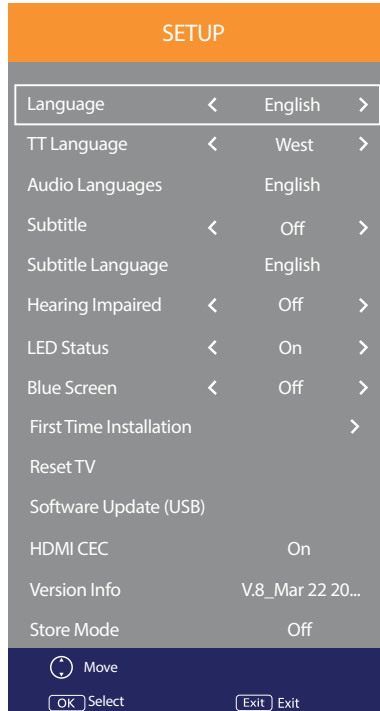 SETUP
Language < English >
TT Language < West >
Audio Languages English
Subtitle < Off >
Subtitle Language English
Hearing Impaired < Off >
LED Status < On >
Blue Screen < Off >
First Time Installation >
Reset TV
Software Update (USB)
HDMI CEC On
Version Info V.8_Mar 22 20...
Store Mode Off
Move
OK Select Exit Exit